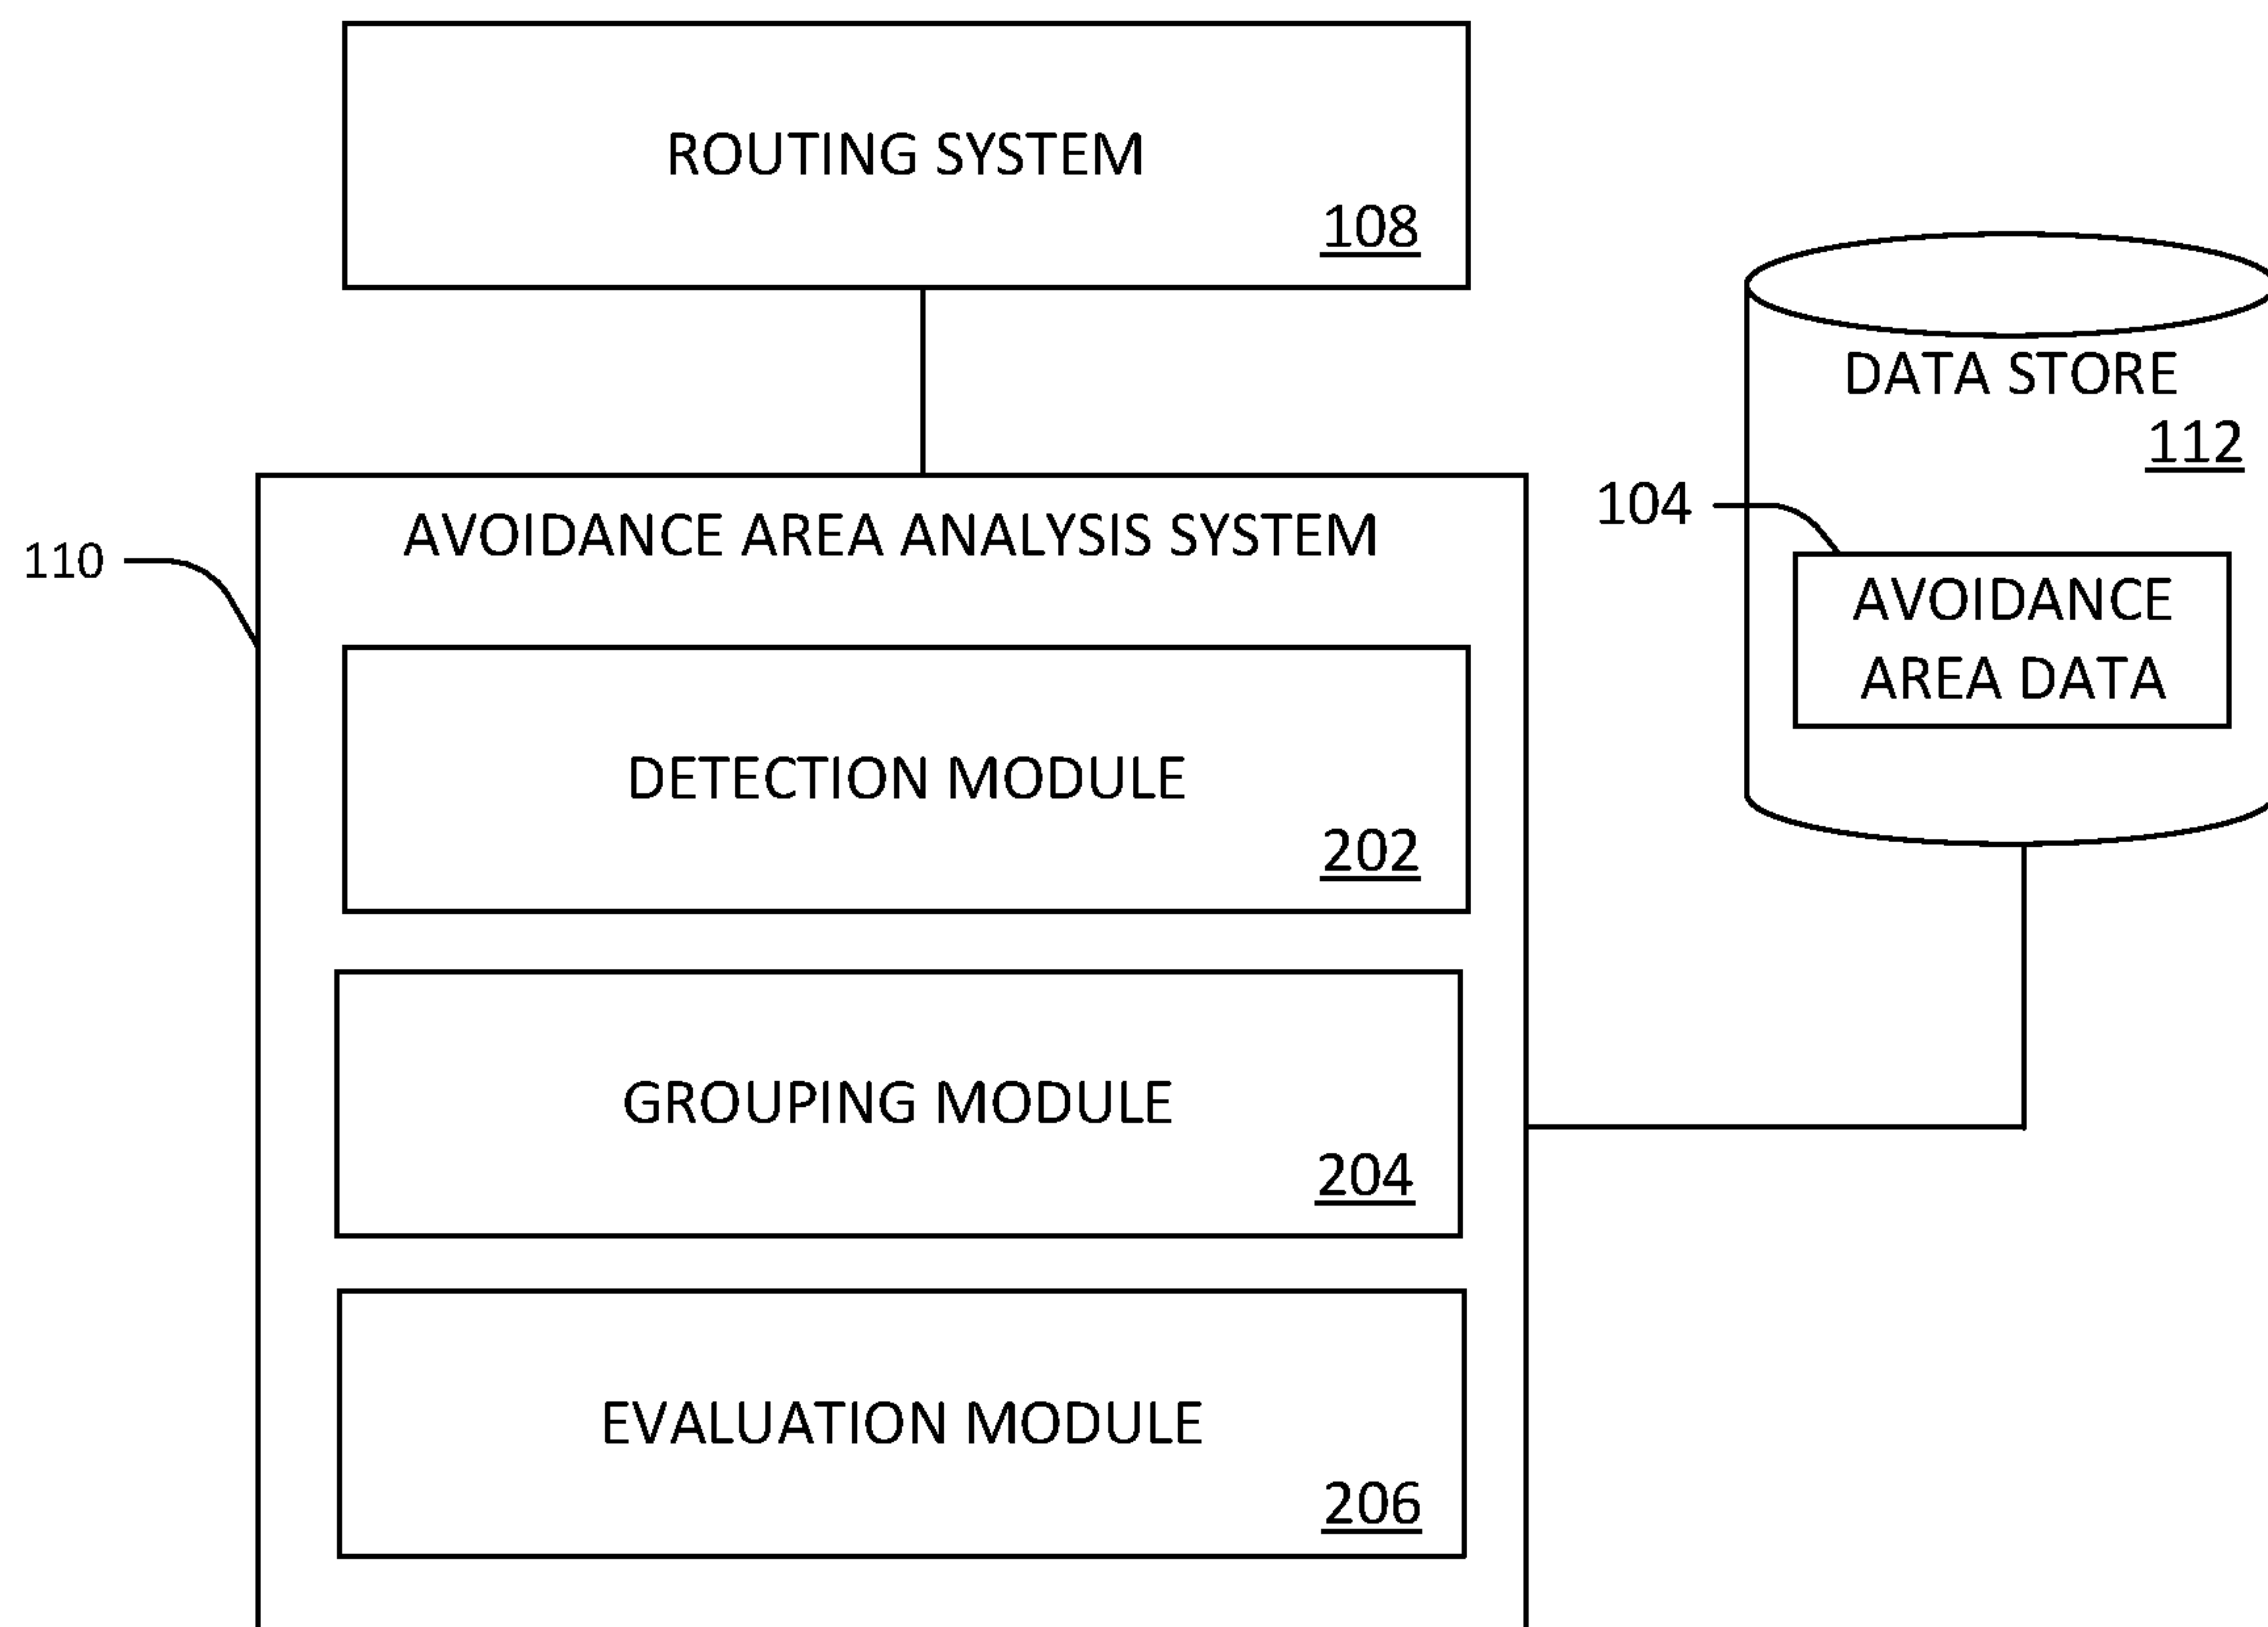 ROUTING SYSTEM
108
DATA STORE
112
104
AVOIDANCE
AREA DATA
110
AVOIDANCE AREA ANALYSIS SYSTEM
DETECTION MODULE
202
GROUPING MODULE
204
EVALUATION MODULE
206